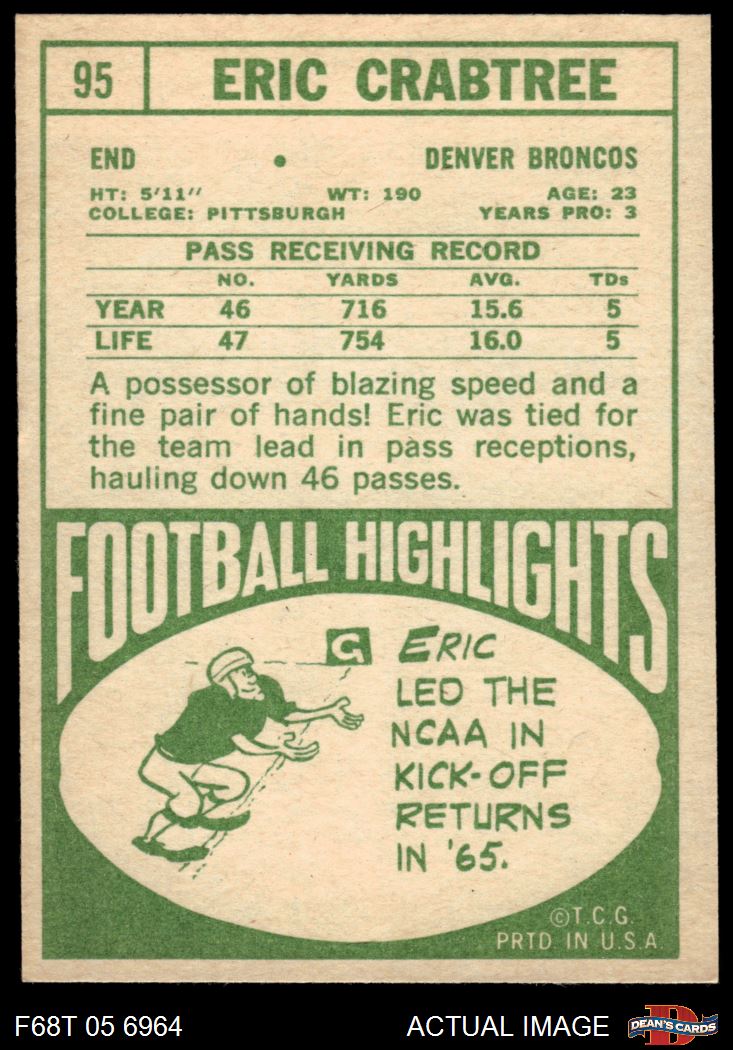 95 ERIC CRABTREE
END • DENVER BRONCOS
HT: 5'11" WT: 190 AGE: 23
COLLEGE: PITTSBURGH YEARS PRO: 3
PASS RECEIVING RECORD
NO. YARDS AVG. TDs
YEAR 46 716 15.6 5
LIFE 47 754 16.0 5
A possessor of blazing speed and a
fine pair of hands! Eric was tied for
the team lead in pass receptions,
hauling down 46 passes.
FOOTBALL HIGHLIGHTS
G
ERIC
LED THE
NCAA IN
KICK-OFF
RETURNS
IN '65.
©T.C.G.
PRTD IN U.S.A.
F68T 05 6964 ACTUAL IMAGE
D
DEAN'S CARDS